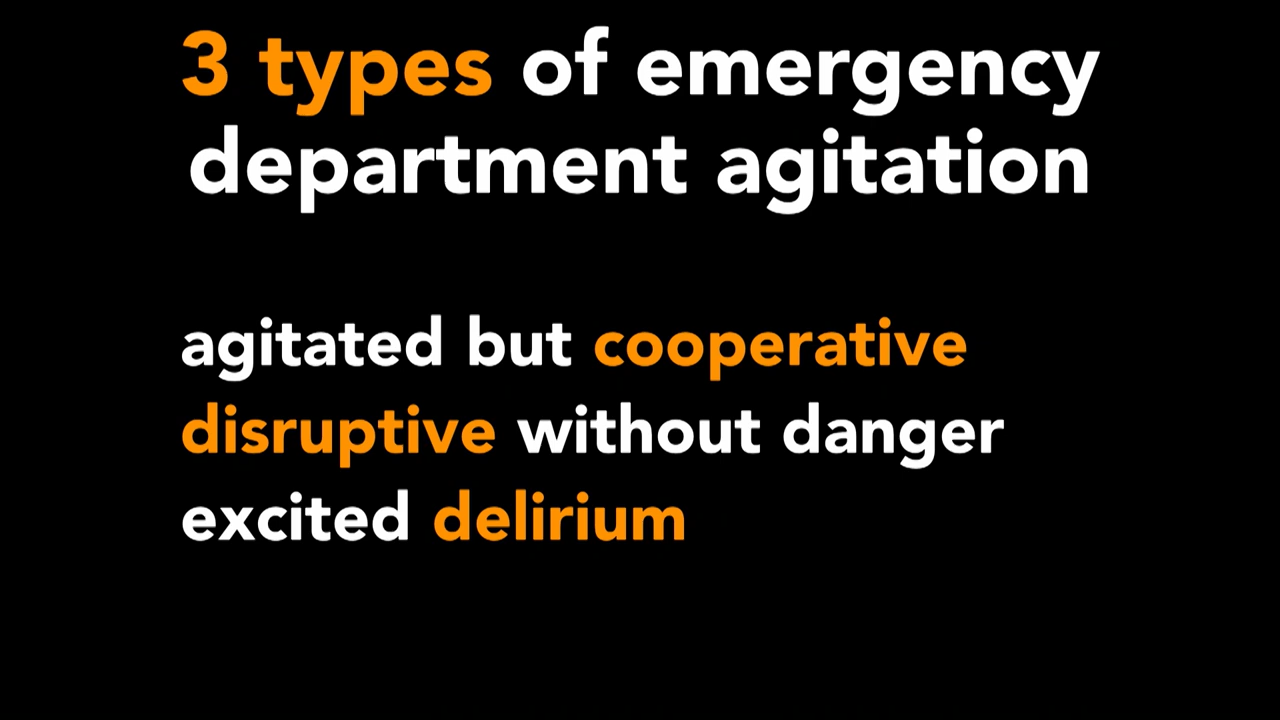 3 types of emergency
department agitation
agitated but cooperative
disruptive without danger
excited delirium